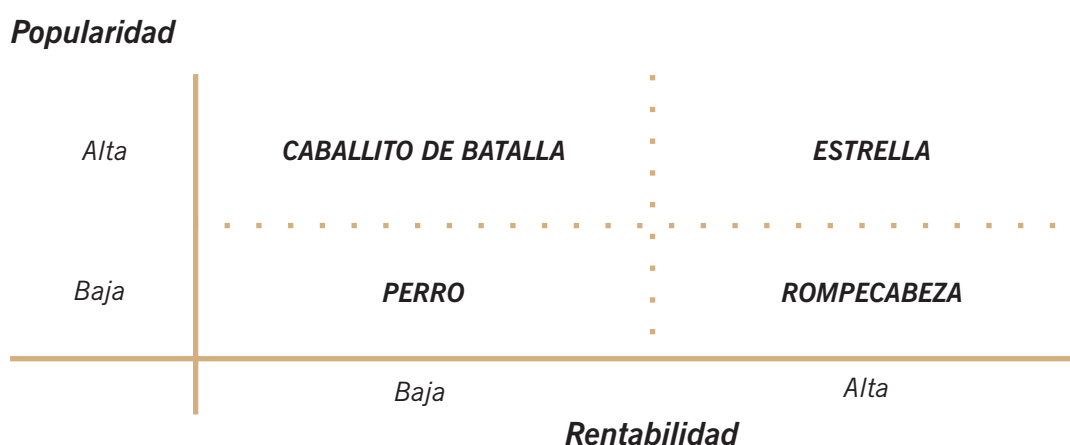 Popularidad
Alta CABALLITO DE BATALLA ESTRELLA
Baja PERRO ROMPECABEZA
Baja Alta
Rentabilidad